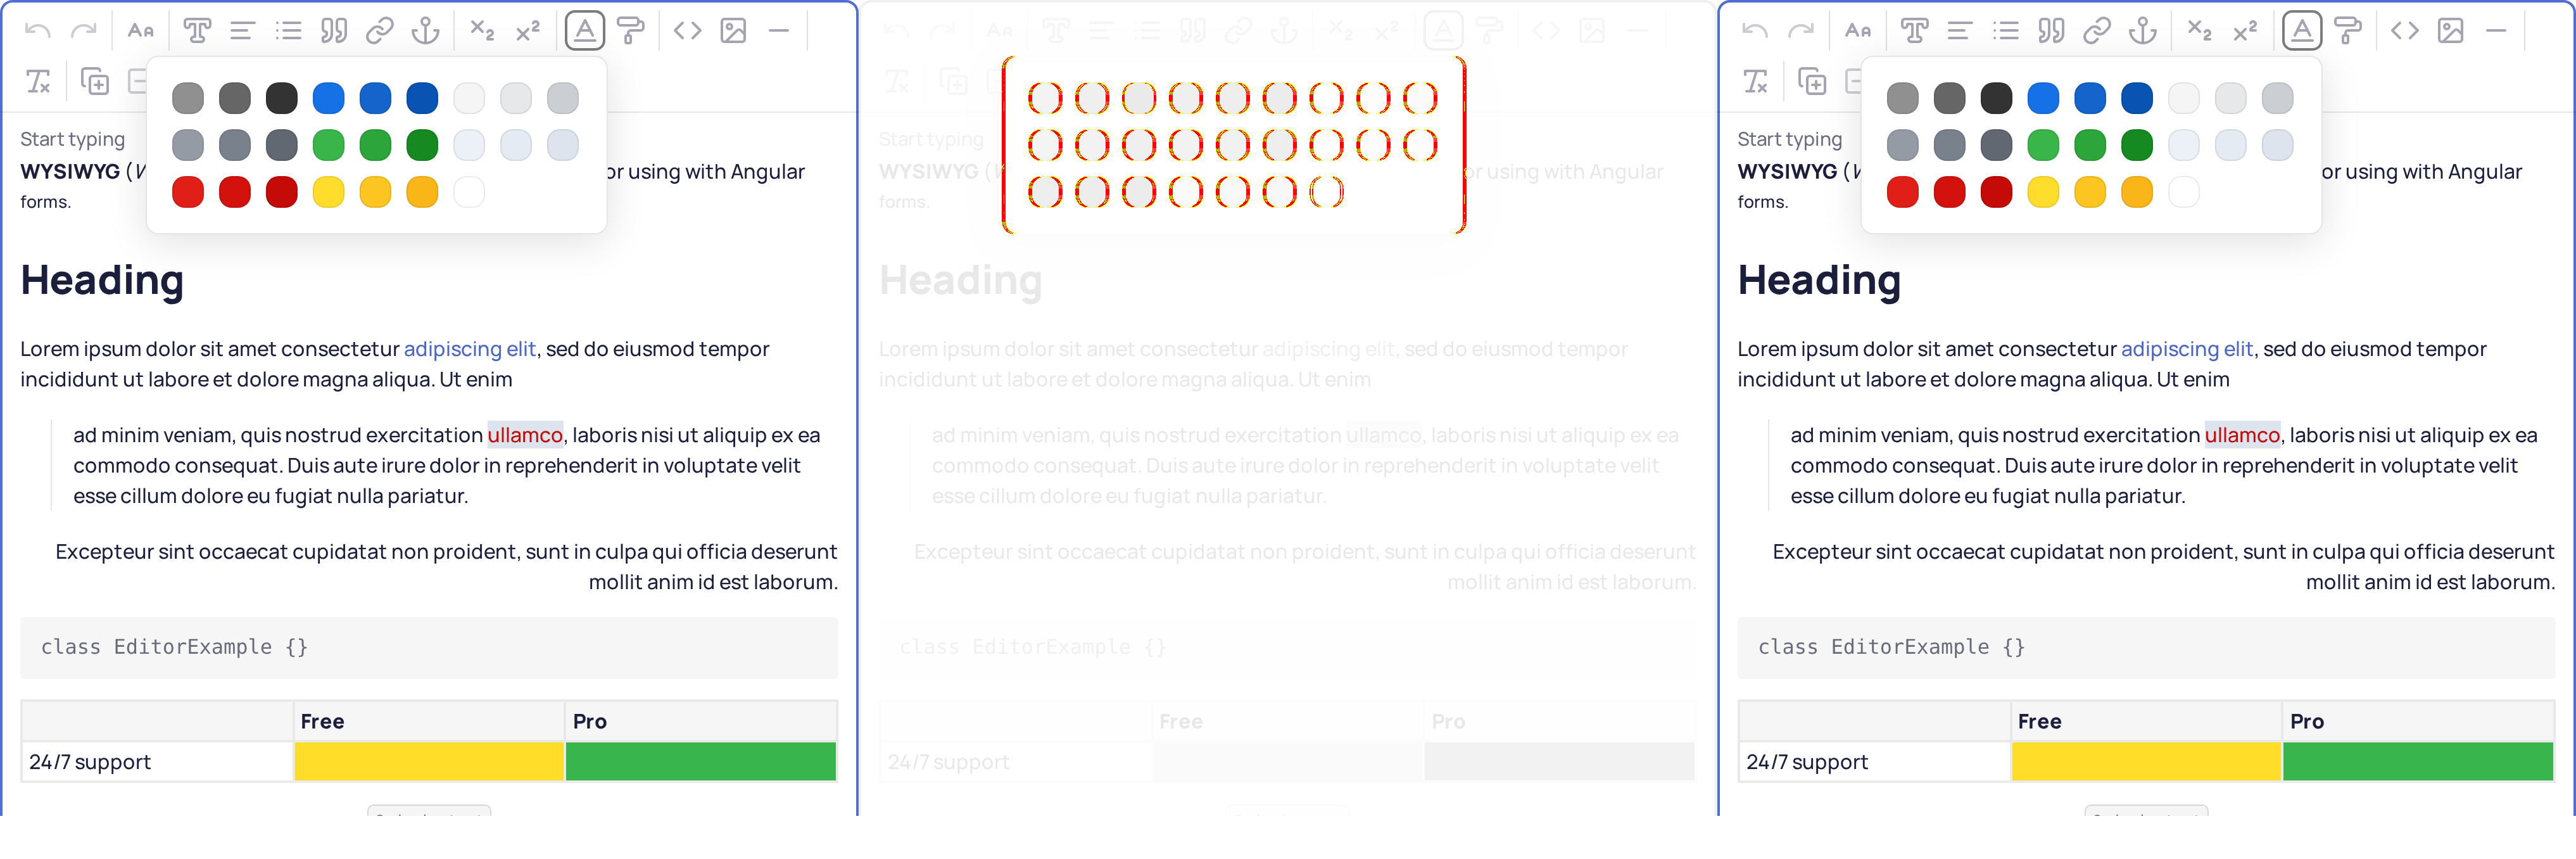 Start typing
WYSIWYG (
or using with Angular
forms.
Heading
Lorem ipsum dolor sit amet consectetur adipiscing elit, sed do eiusmod tempor
incididunt ut labore et dolore magna aliqua. Ut enim
ad minim veniam, quis nostrud exercitation ullamco, laboris nisi ut aliquip ex ea
commodo consequat. Duis aute irure dolor in reprehenderit in voluptate velit
esse cillum dolore eu fugiat nulla pariatur.
Excepteur sint occaecat cupidatat non proident, sunt in culpa qui officia deserunt
mollit anim id est laborum.
class EditorExample {}
Free Pro
24/7 support
Start typing
WYSIWYG (
or using with Angular
forms.
Heading
Lorem ipsum dolor sit amet consectetur adipiscing elit, sed do eiusmod tempor
incididunt ut labore et dolore magna aliqua. Ut enim
ad minim veniam, quis nostrud exercitation ullamco, laboris nisi ut aliquip ex ea
commodo consequat. Duis aute irure dolor in reprehenderit in voluptate velit
esse cillum dolore eu fugiat nulla pariatur.
Excepteur sint occaecat cupidatat non proident, sunt in culpa qui officia deserunt
mollit anim id est laborum.
class EditorExample {}
Free Pro
24/7 support
Start typing
WYSIWYG (
or using with Angular
forms.
Heading
Lorem ipsum dolor sit amet consectetur adipiscing elit, sed do eiusmod tempor
incididunt ut labore et dolore magna aliqua. Ut enim
ad minim veniam, quis nostrud exercitation ullamco, laboris nisi ut aliquip ex ea
commodo consequat. Duis aute irure dolor in reprehenderit in voluptate velit
esse cillum dolore eu fugiat nulla pariatur.
Excepteur sint occaecat cupidatat non proident, sunt in culpa qui officia deserunt
mollit anim id est laborum.
class EditorExample {}
Free Pro
24/7 support